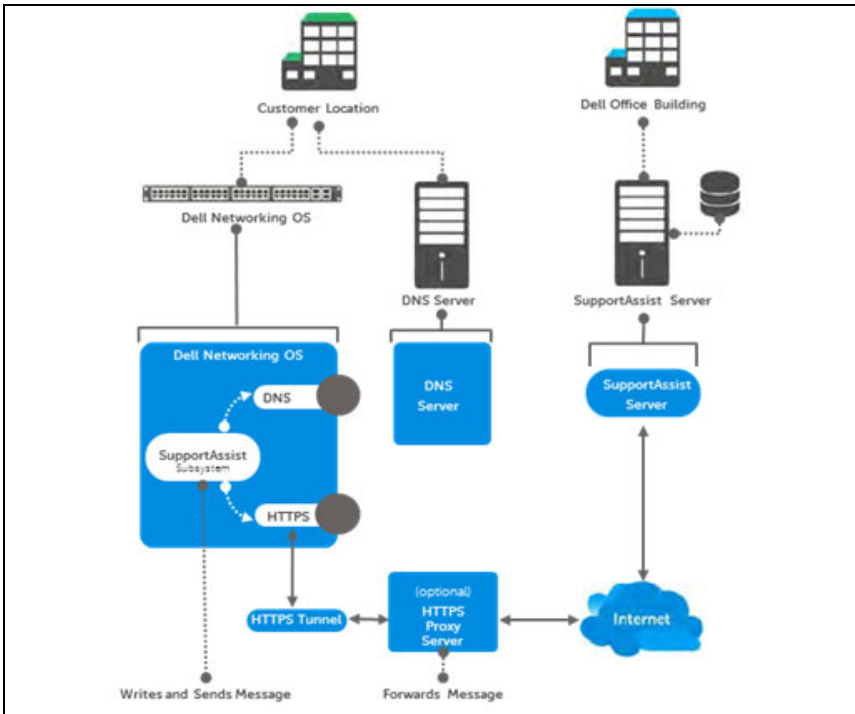 Customer Location
Dell Office Building
Dell Networking OS
DNS Server
SupportAssist Server
Dell Networking OS
DNS
SupportAssist
Subsystem
HTTPS
DNS
Server
SupportAssist
Server
HTTPS Tunnel
(optional)
HTTPS
Proxy
Server
Internet
Writes and Sends Message
Forwards Message